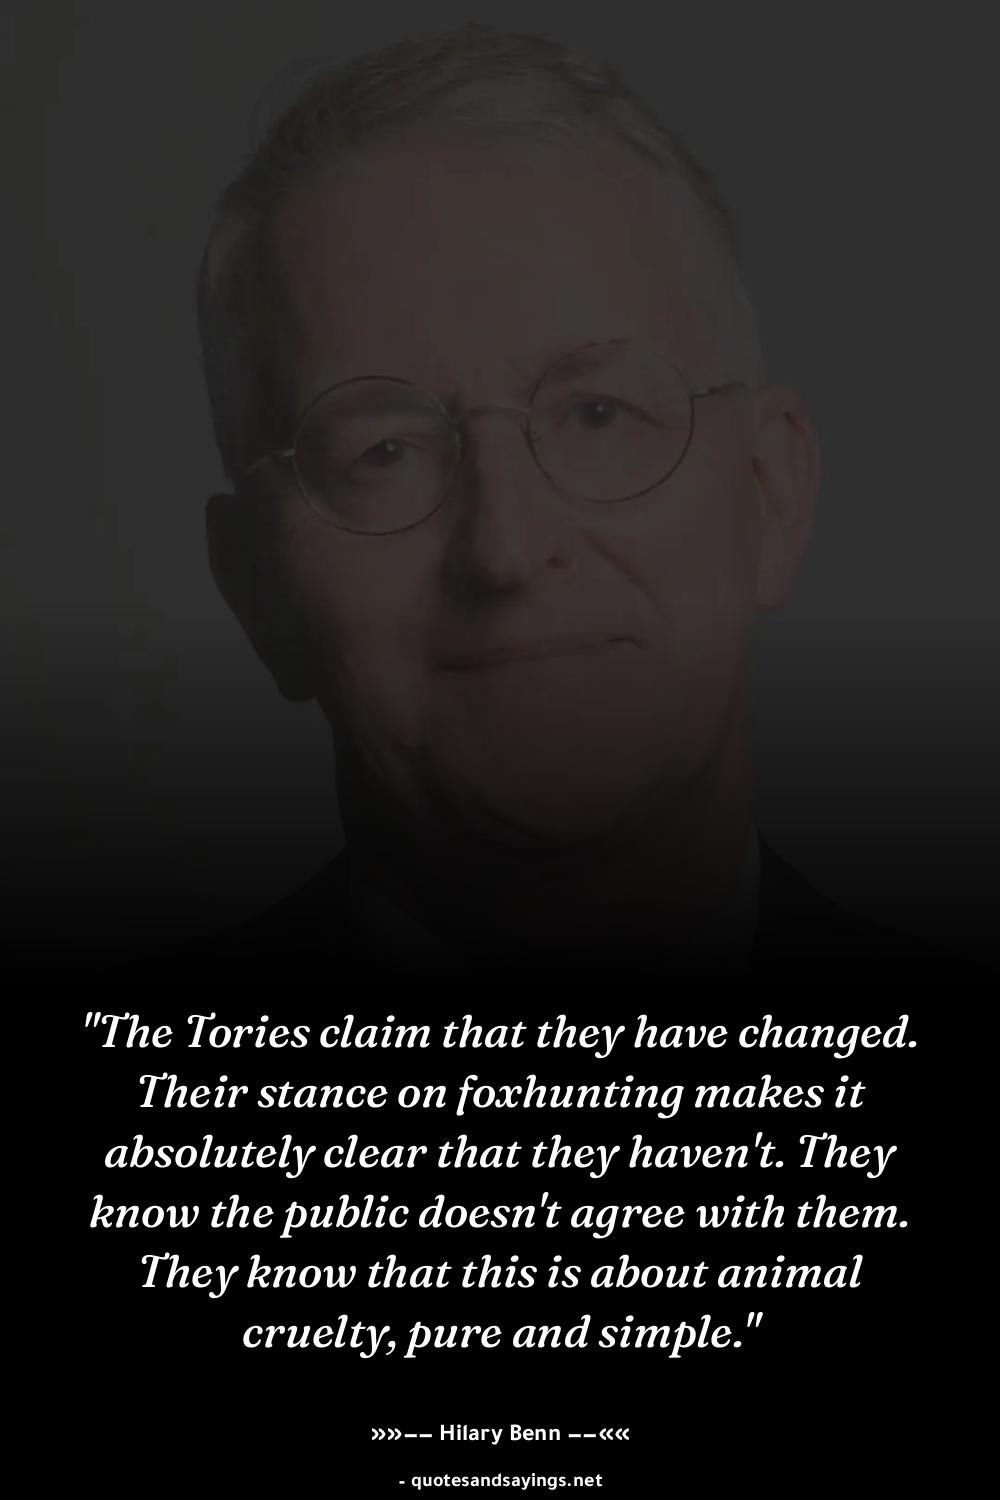 "The Tories claim that they have changed.
Their stance on foxhunting makes it
absolutely clear that they haven't. They
know the public doesn't agree with them.
They know that this is about animal
cruelty, pure and simple."
»»-- Hilary Benn --««
- quotesandsayings.net